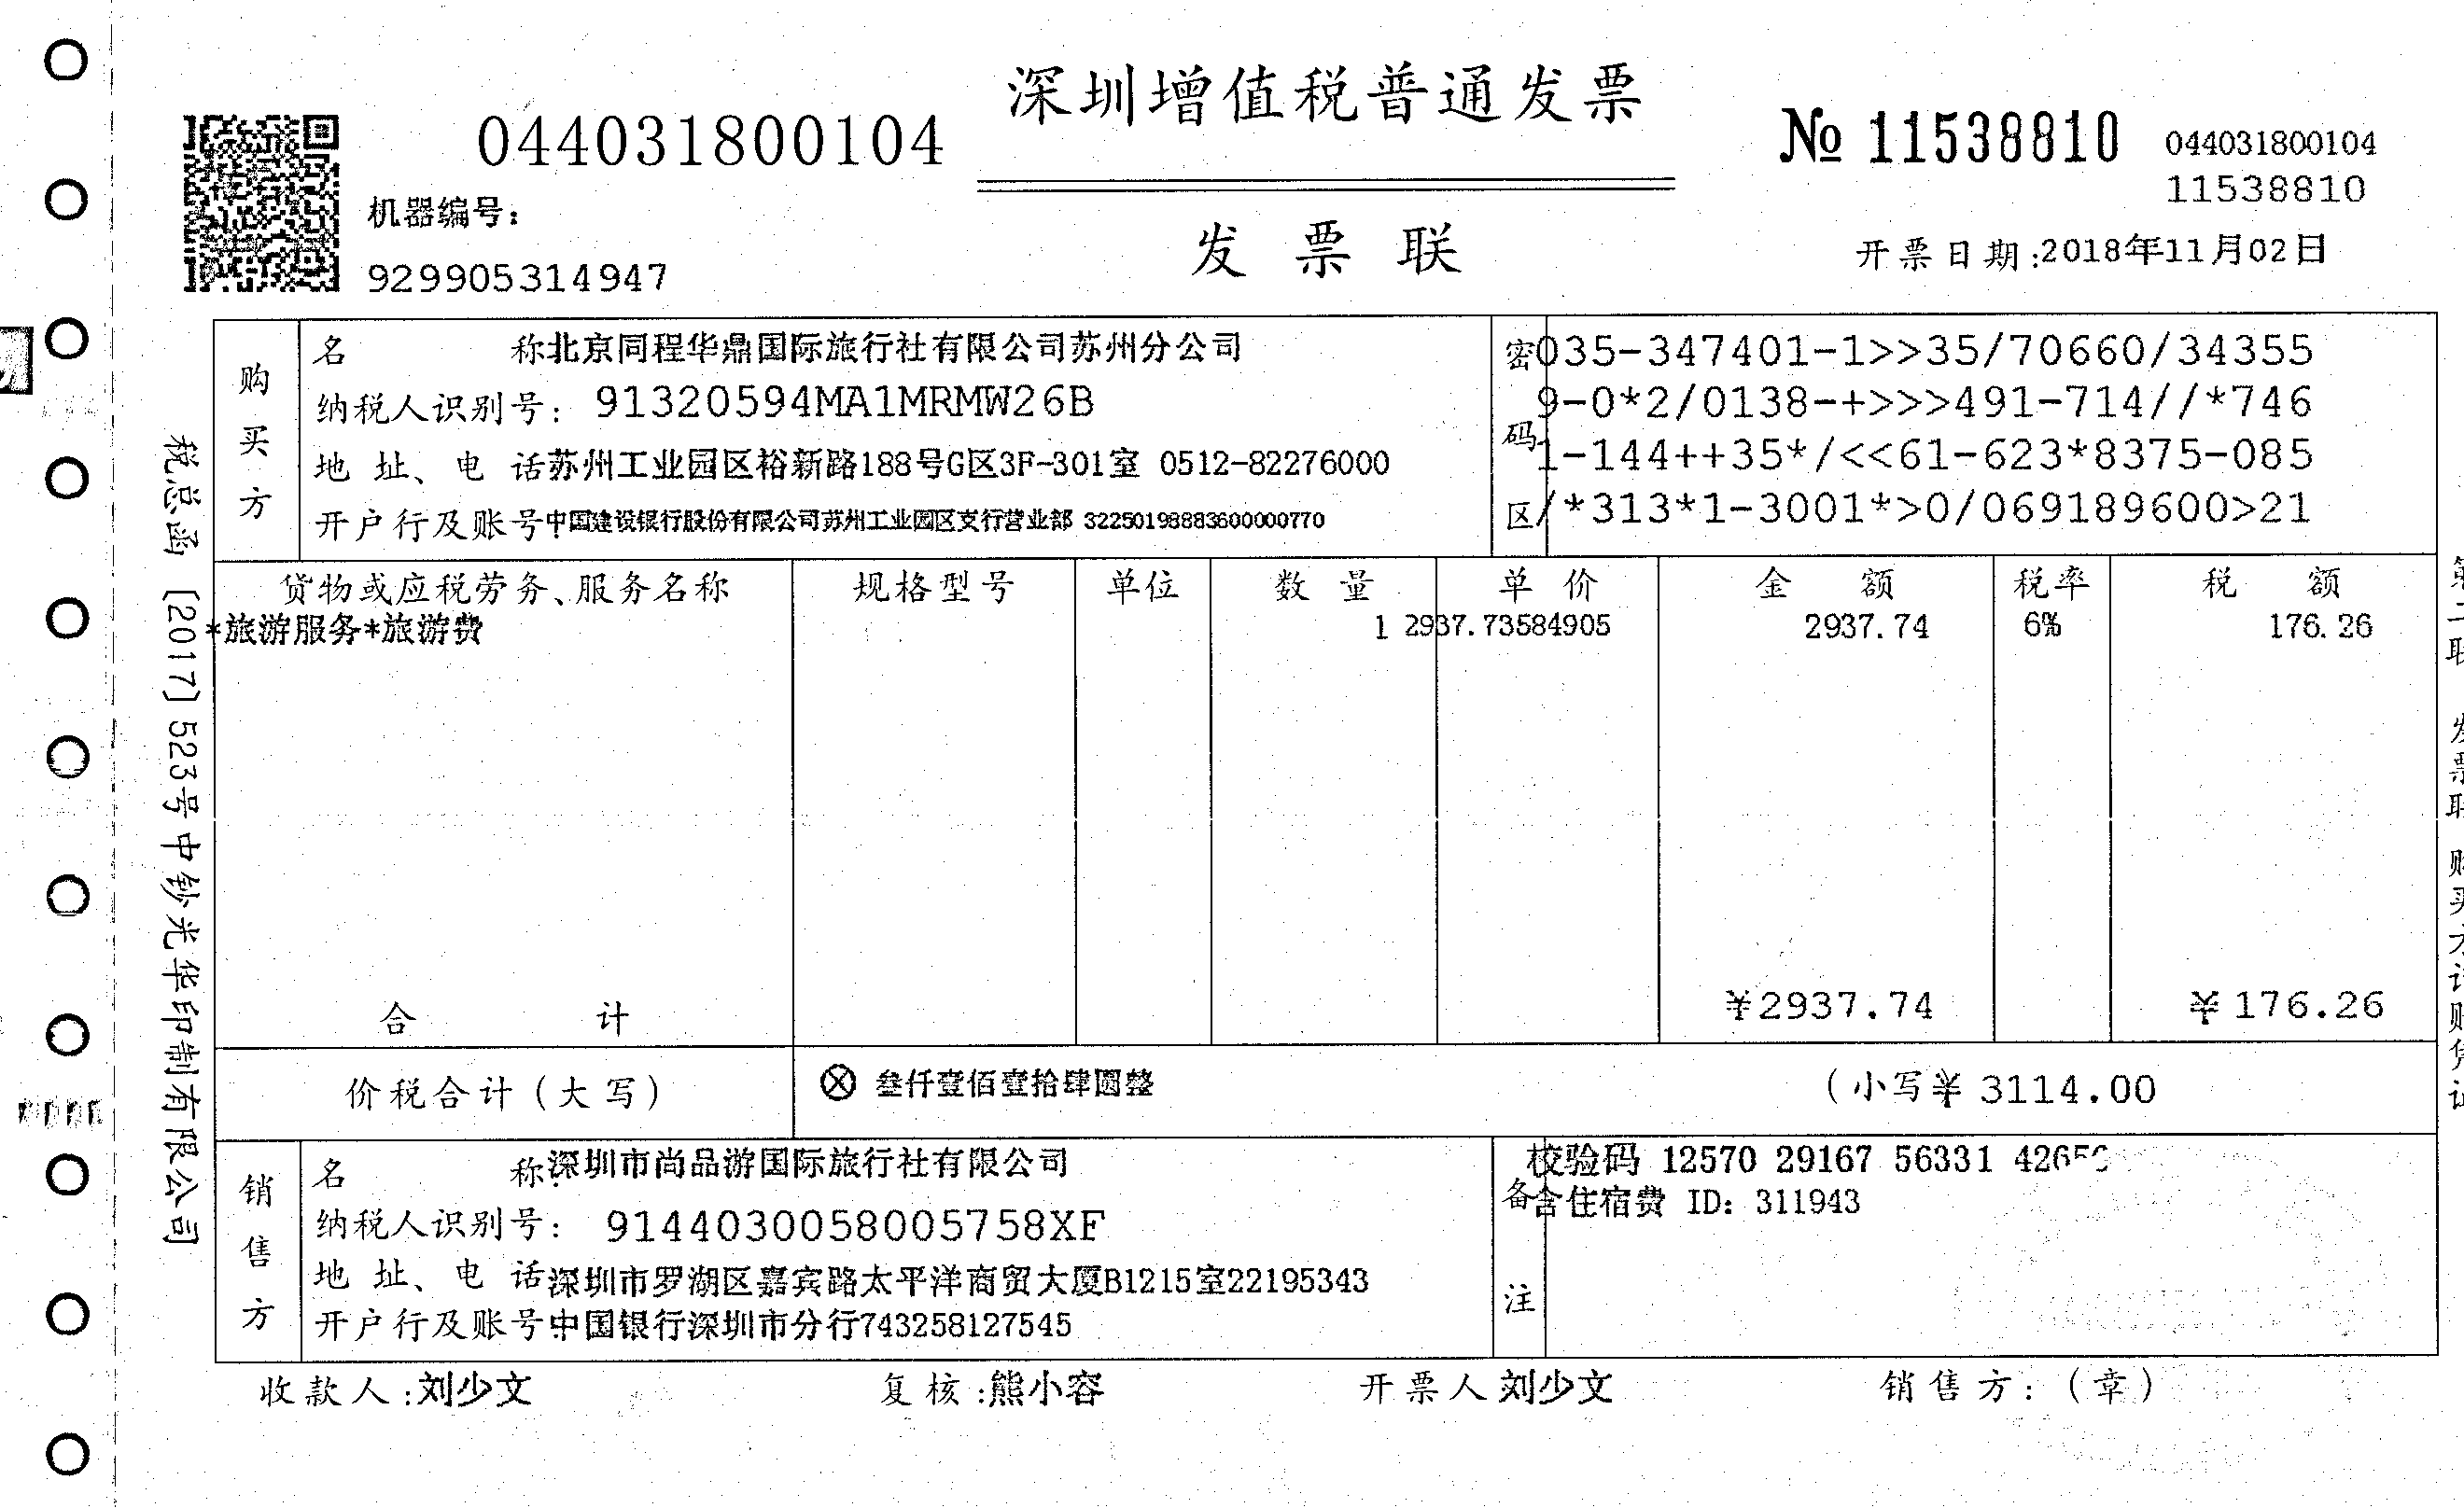 深圳增值税普通发票
044031800104
№ 11538810
044031800104
11538810
机器编号：
929905314947
发票联
开票日期:2018年11月02日
购买方
名称北京同程华鼎国际旅行社有限公司苏州分公司
纳税人识别号： 91320594MA1MRMW26B
地址、电话苏州工业园区裕新路188号G区3F-301室 0512-82276000
开户行及账号:中国建设银行股份有限公司苏州工业园区支行营业部 32250198883600000770
密码区
035-347401-1>>35/70660/34355
9-0*2/0138-+>>>491-714//*746
1-144++35*/<<61-623*8375-085
/*313*1-3001*>0/069189600>21
货物或应税劳务、服务名称 规格型号 单位 数量 单价 金额 税率 税额
*旅游服务*旅游费 1 2937.73584905 2937.74 6% 176.26
合计 ¥2937.74 ¥176.26
价税合计（大写） ⊗ 叁仟壹佰壹拾肆圆整 （小写¥ 3114.00
销售方
名称:深圳市尚品游国际旅行社有限公司
纳税人识别号： 9144030058005758XF
地址、电话深圳市罗湖区嘉宾路太平洋商贸大厦B1215室22195343
开户行及账号中国银行深圳市分行743258127545
备注
校验码 12570 29167 56331
含住宿费 ID: 311943
收款人:刘少文 复核:熊小容 开票人刘少文 销售方:（章）
税总函〔2017〕523号中钞光华印制有限公司
第二联 发票联 购买方记账凭证